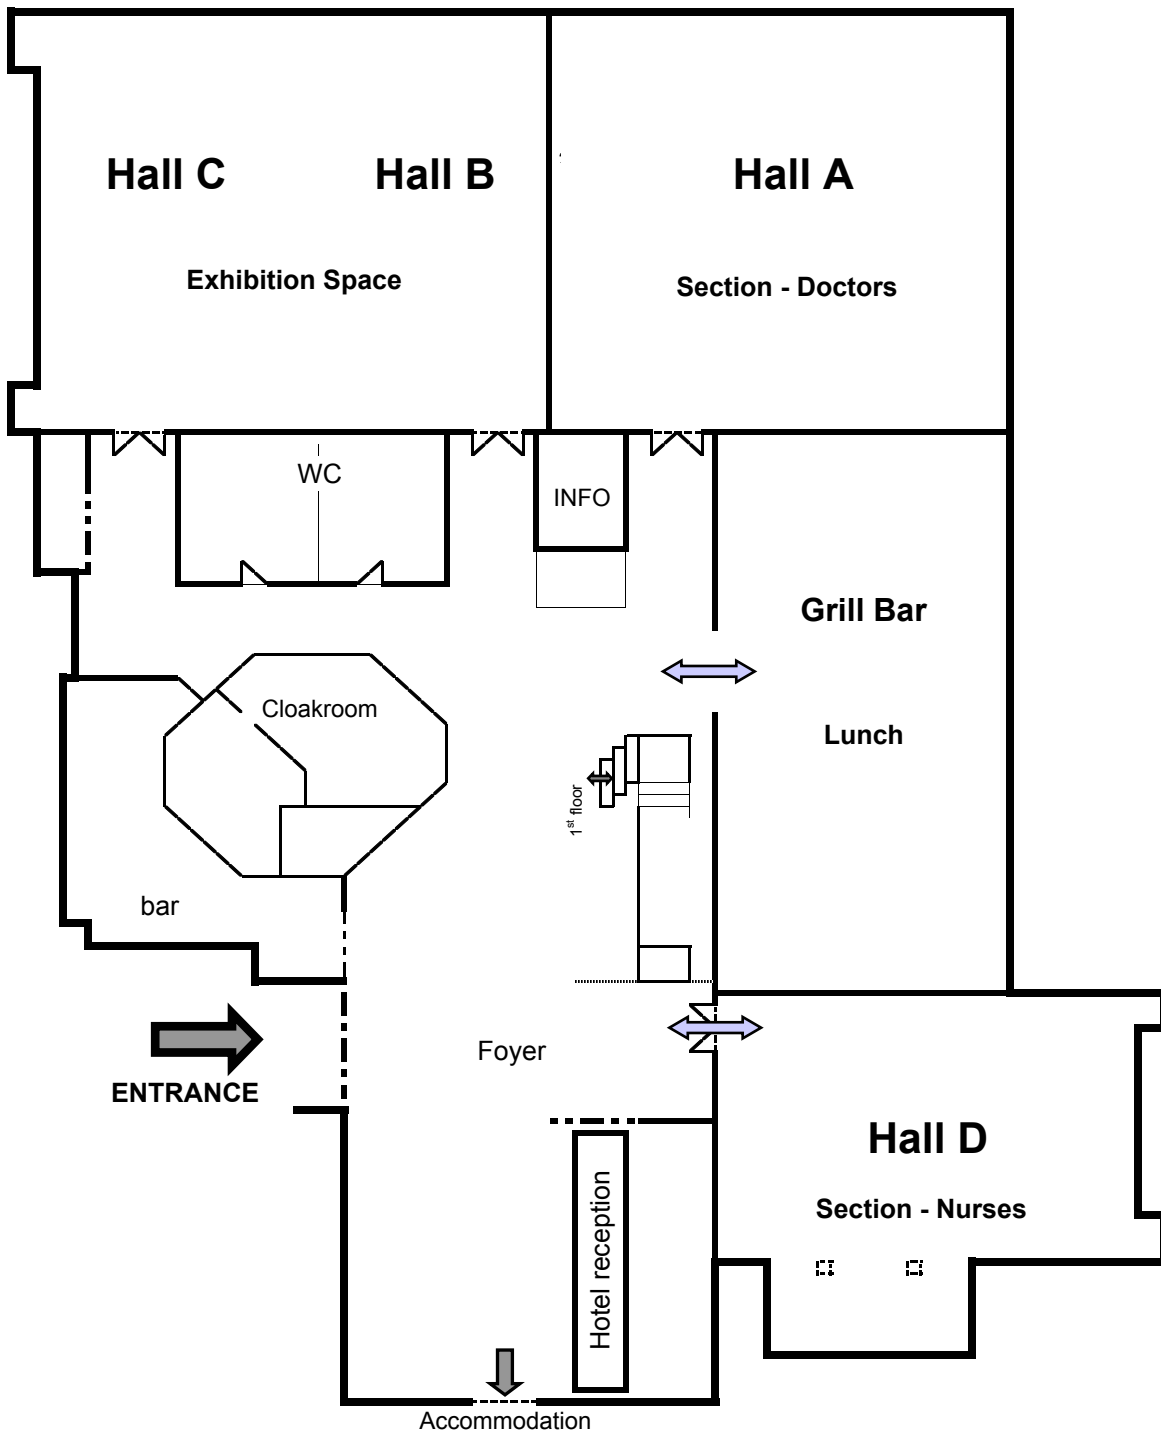 Hall C
Hall B
Hall A
Exhibition Space
Section - Doctors
WC
INFO
Grill Bar
Cloakroom
Lunch
1st floor
bar
Foyer
ENTRANCE
Hall D
Section - Nurses
Hotel reception
Accommodation